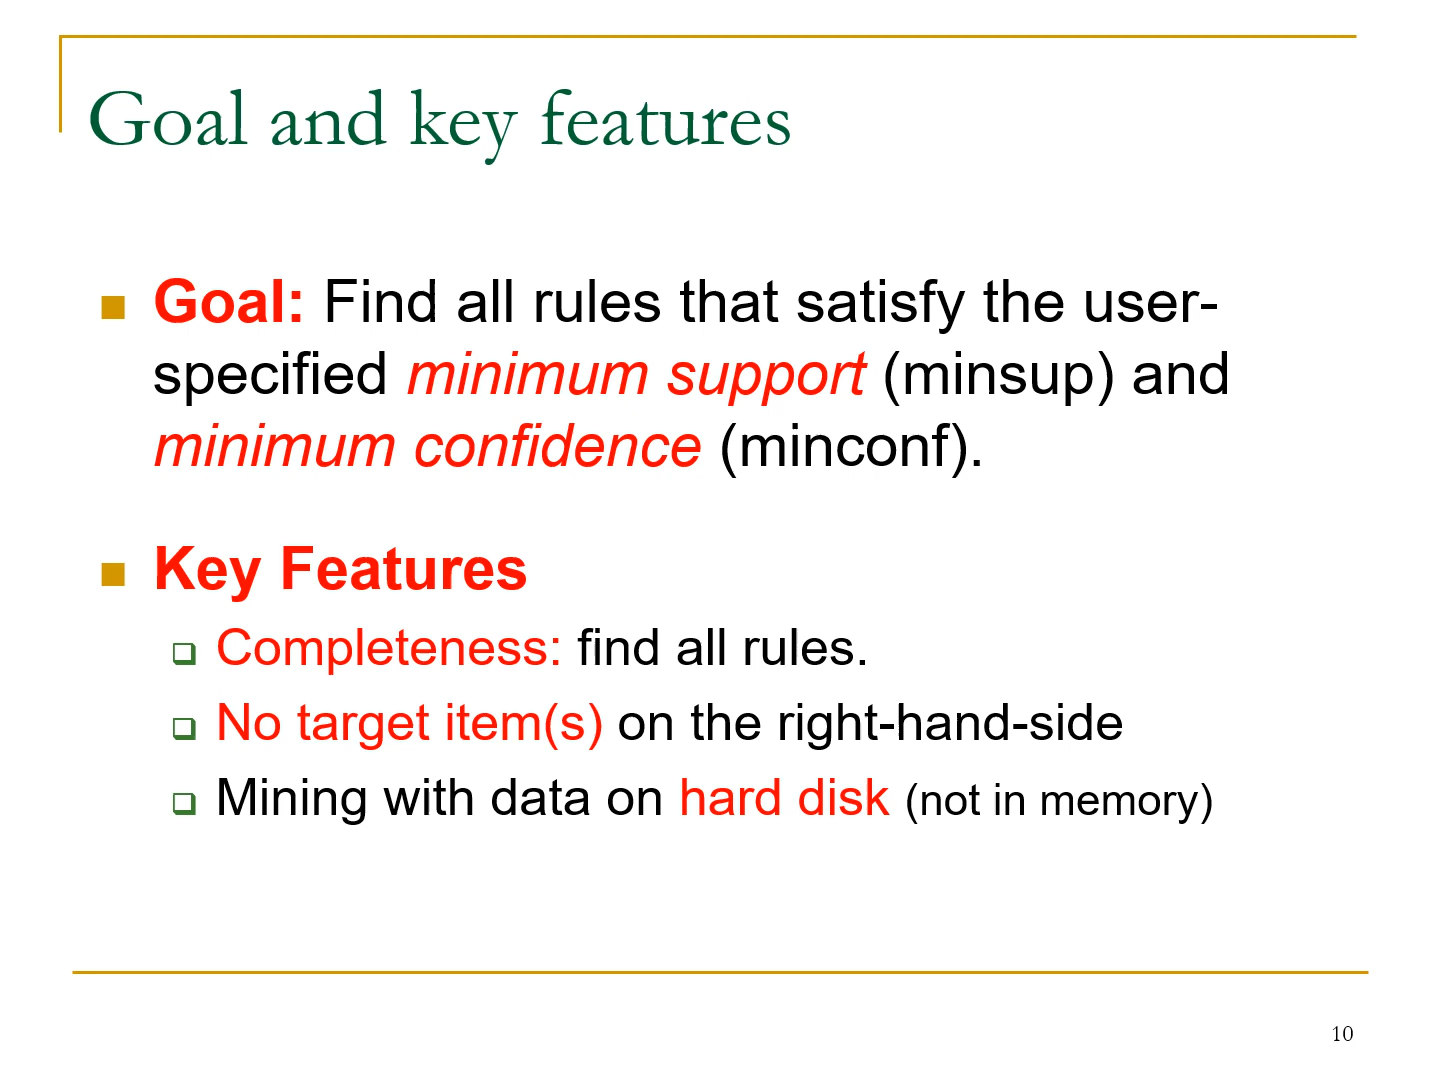 Goal and key features
Goal: Find all rules that satisfy the user-
specified minimum support (minsup) and
minimum confidence (minconf).
Key Features
Completeness: find all rules.
No target item(s) on the right-hand-side
Mining with data on hard disk (not in memory)
10